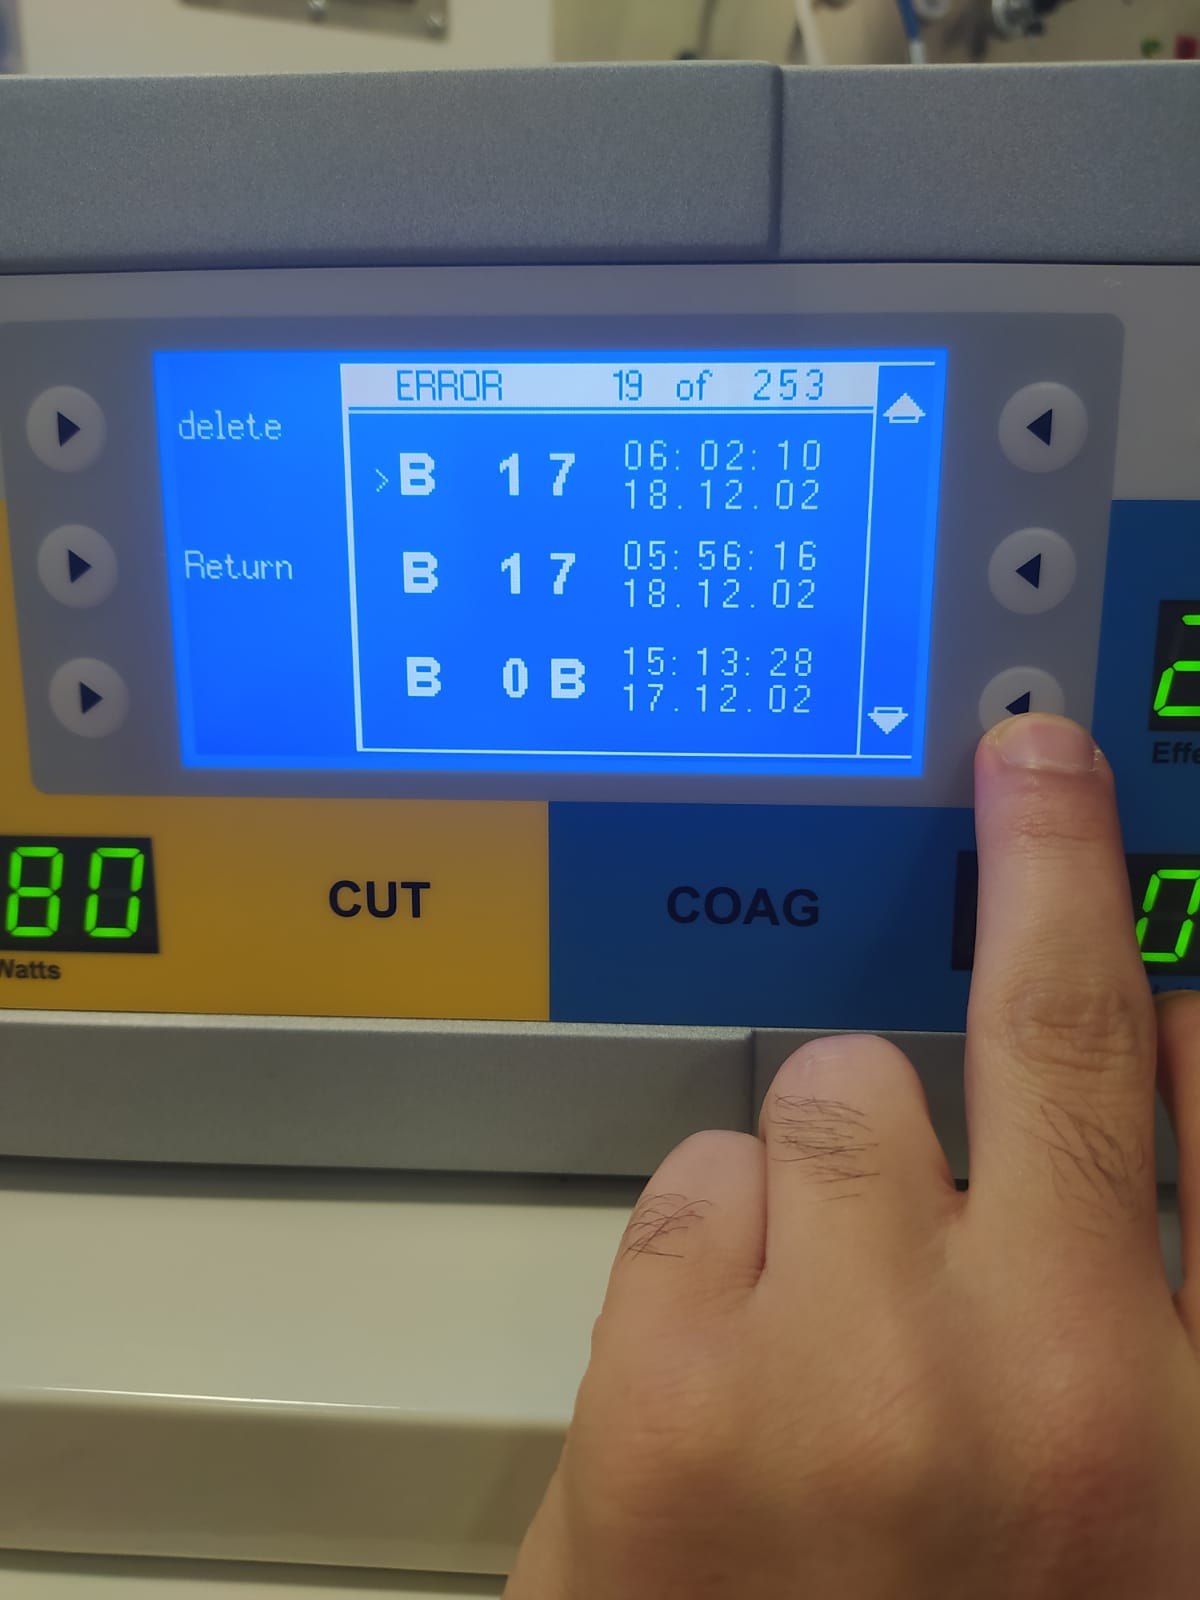 ERROR 19 of 253
delete
> B 17 06:02:10
18.12.02
Return
B 17 05:56:16
18.12.02
B 0B 15:13:28
17.12.02
80
Watts
CUT
COAG